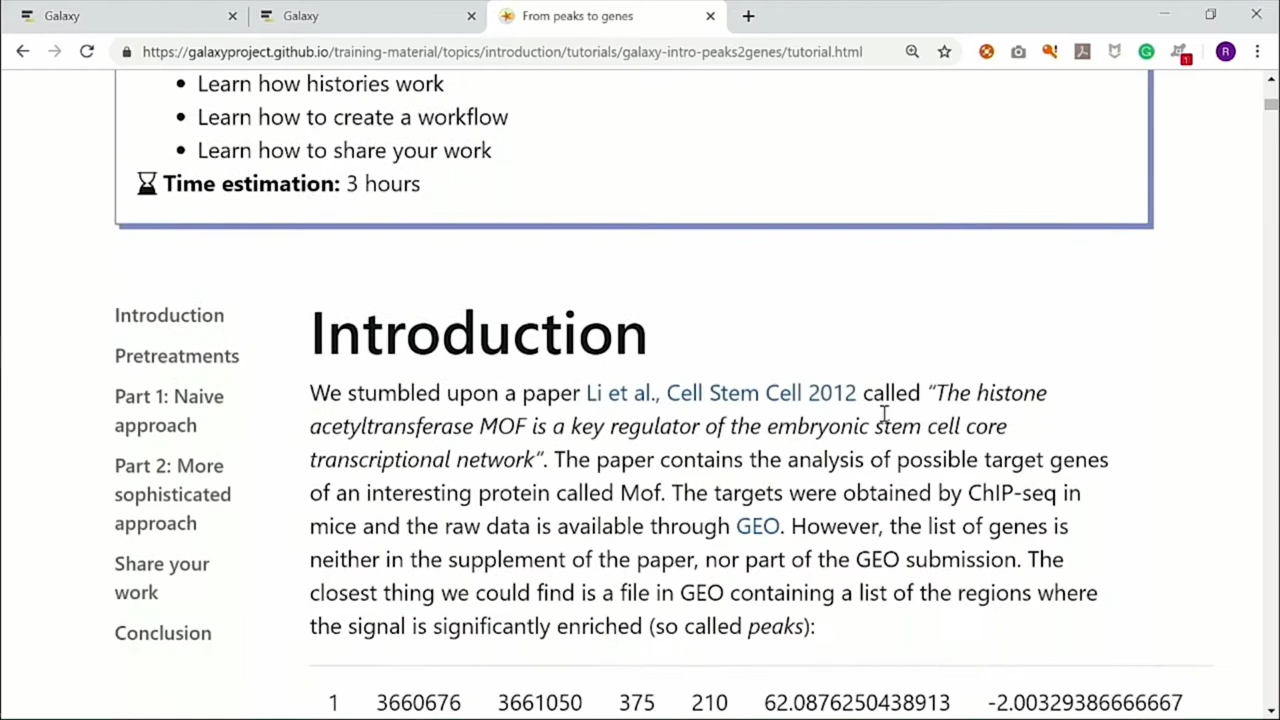 Galaxy
Galaxy
From peaks to genes
https://galaxyproject.github.io/training-material/topics/introduction/tutorials/galaxy-intro-peaks2genes/tutorial.html
1
R
• Learn how histories work
• Learn how to create a workflow
• Learn how to share your work
Time estimation: 3 hours
Introduction
Pretreatments
Part 1: Naive
approach
Part 2: More
sophisticated
approach
Share your
work
Conclusion
Introduction
We stumbled upon a paper Li et al., Cell Stem Cell 2012 called “The histone
acetyltransferase MOF is a key regulator of the embryonic stem cell core
transcriptional network“. The paper contains the analysis of possible target genes
of an interesting protein called Mof. The targets were obtained by ChIP-seq in
mice and the raw data is available through GEO. However, the list of genes is
neither in the supplement of the paper, nor part of the GEO submission. The
closest thing we could find is a file in GEO containing a list of the regions where
the signal is significantly enriched (so called peaks):
1 3660676 3661050 375 210 62.0876250438913 -2.00329386666667